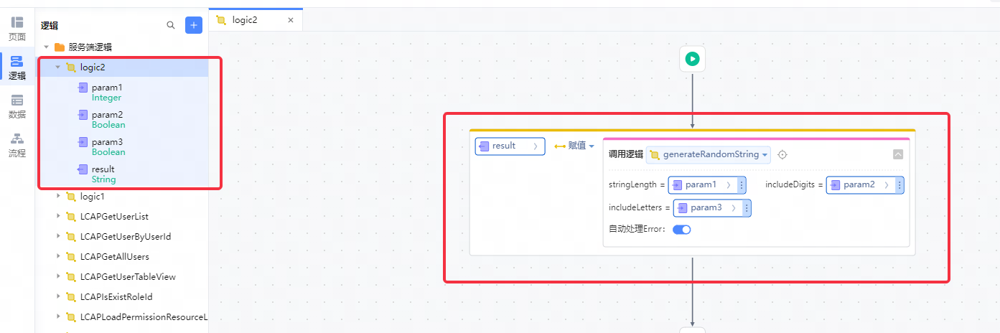 页面
逻辑
数据
流程
逻辑
服务端逻辑
logic2
param1
Integer
param2
Boolean
param3
Boolean
result
String
logic1
LCAPGetUserList
LCAPGetUserByUserId
LCAPGetAllUsers
LCAPGetUserTableView
LCAPIsExistRoleId
LCAPLoadPermissionResourceL
logic2
result
赋值
调用逻辑 generateRandomString
stringLength = param1 includeDigits = param2
includeLetters = param3
自动处理Error: